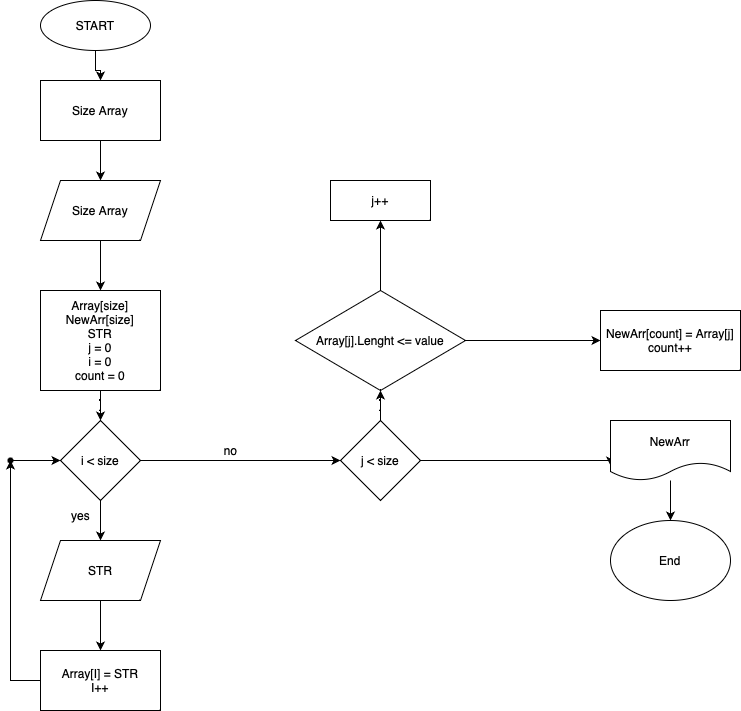 START
Size Array
Size Array
Array[size]
NewArr[size]
STR
j = 0
i = 0
count = 0
i < size
yes
STR
Array[I] = STR
I++
no
j < size
Array[j].Lenght <= value
j++
NewArr[count] = Array[j]
count++
NewArr
End